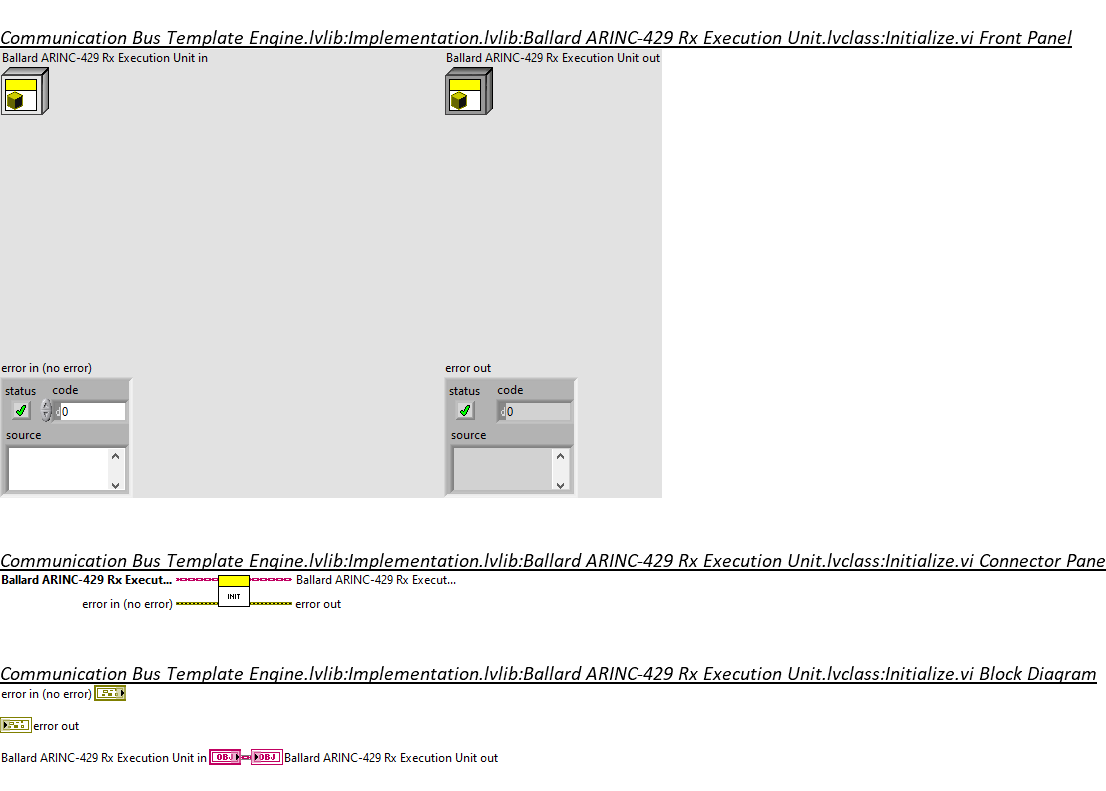 Communication Bus Template Engine.lvlib:Implementation.lvlib:Ballard ARINC-429 Rx Execution Unit.lvclass:Initialize.vi Front Panel
Ballard ARINC-429 Rx Execution Unit in
Ballard ARINC-429 Rx Execution Unit out
error in (no error)
error out
status code
d 0
source
status code
d 0
source
Communication Bus Template Engine.lvlib:Implementation.lvlib:Ballard ARINC-429 Rx Execution Unit.lvclass:Initialize.vi Connector Pane
Ballard ARINC-429 Rx Execut...
INIT
Ballard ARINC-429 Rx Execut...
error in (no error)
error out
Communication Bus Template Engine.lvlib:Implementation.lvlib:Ballard ARINC-429 Rx Execution Unit.lvclass:Initialize.vi Block Diagram
error in (no error)
error out
Ballard ARINC-429 Rx Execution Unit in OBJ OBJ Ballard ARINC-429 Rx Execution Unit out